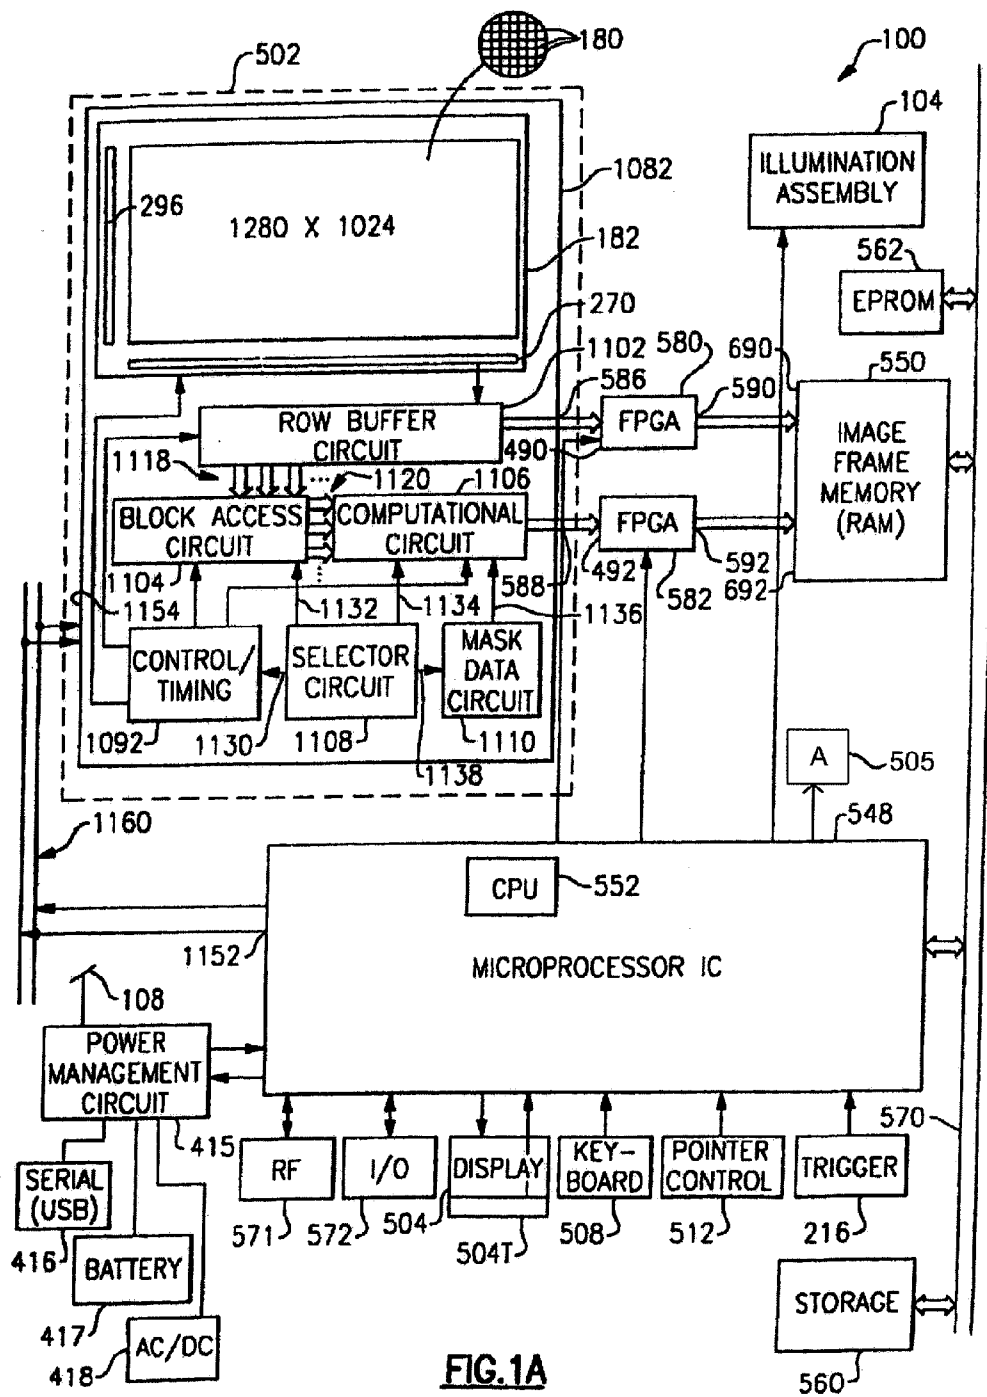 180
100
502
104
ILLUMINATION
ASSEMBLY
1082
296
1280 X 1024
182
562
EPROM
270
1102
580
690
550
586
590
ROW BUFFER
CIRCUIT
FPGA
IMAGE
FRAME
MEMORY
(RAM)
490
1118
1120
1106
BLOCK ACCESS
CIRCUIT
COMPUTATIONAL
CIRCUIT
FPGA
1104
588
492
592
582
692
1154
1132
1134
1136
CONTROL/
TIMING
SELECTOR
CIRCUIT
MASK
DATA
CIRCUIT
1092
1130
1108
1110
1138
A
505
1160
548
CPU
552
1152
MICROPROCESSOR IC
108
POWER
MANAGEMENT
CIRCUIT
415
570
SERIAL
(USB)
RF
I/O
DISPLAY
KEY-
BOARD
POINTER
CONTROL
TRIGGER
416
571
572
504
504T
508
512
216
BATTERY
417
STORAGE
AC/DC
418
560
FIG.1A